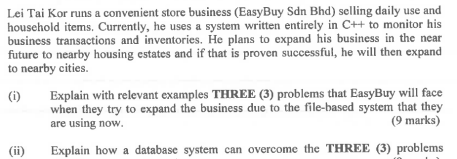 Lei Tai Kor runs a convenient store business (EasyBuy Sdn Bhd) selling daily use and
household items. Currently, he uses a system written entirely in C++ to monitor his
business transactions and inventories. He plans to expand his business in the near
future to nearby housing estates and if that is proven successful, he will then expand
to nearby cities.
(i) Explain with relevant examples THREE (3) problems that EasyBuy will face
when they try to expand the business due to the file-based system that they
are using now. (9 marks)
(ii) Explain how a database system can overcome the THREE (3) problems